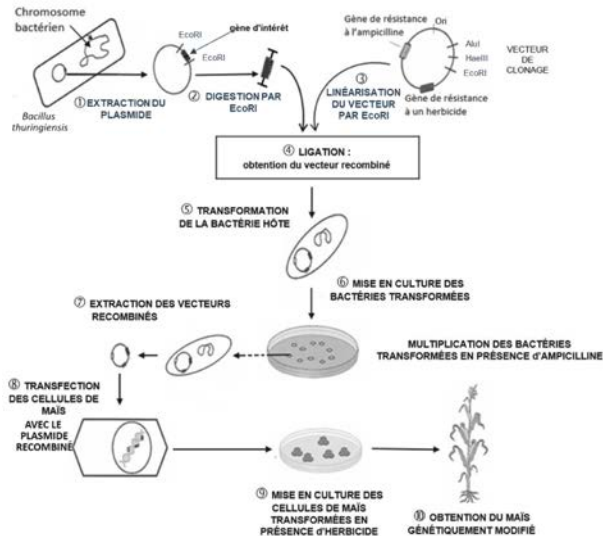 Chromosome
bactérien
EcoRI
gène d'intérêt
EcoRI
① EXTRACTION DU
PLASMIDE
Bacillus
thuringiensis
② DIGESTION PAR
EcoRI
③
LINÉARISATION
DU VECTEUR
PAR EcoRI
Gène de résistance
à l'ampicilline
Ori
AluI
HaeIII
EcoRI
VECTEUR
DE
CLONAGE
Gène de résistance
à un herbicide
④ LIGATION :
obtention du vecteur recombiné
⑤ TRANSFORMATION
DE LA BACTÉRIE HÔTE
⑥ MISE EN CULTURE DES
BACTÉRIES TRANSFORMÉES
⑦ EXTRACTION DES VECTEURS
RECOMBINÉS
MULTIPLICATION DES BACTÉRIES
TRANSFORMÉES EN PRÉSENCE d'AMPICILLINE
⑧ TRANSFECTION
DES CELLULES DE
MAÏS
AVEC LE
PLASMIDE
RECOMBINÉ
⑨ MISE EN CULTURE DES
CELLULES DE MAÏS
TRANSFORMÉES EN
PRÉSENCE d'HERBICIDE
⑩ OBTENTION DU MAÏS
GÉNÉTIQUEMENT MODIFIÉ